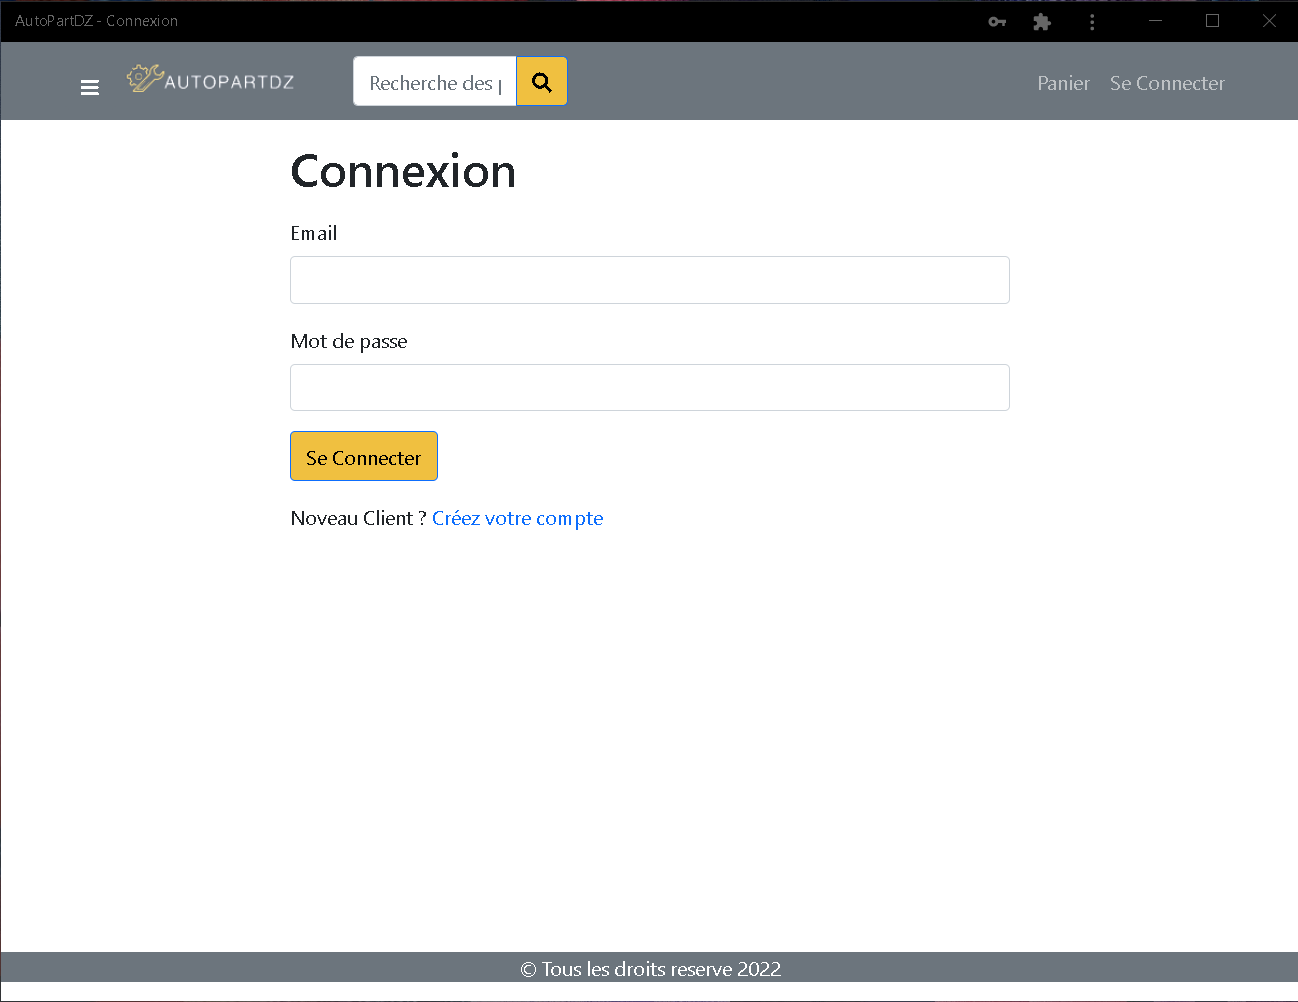 AutoPartDZ - Connexion
AUTOPARTDZ
Recherche des
Panier
Se Connecter
Connexion
Email
Mot de passe
Se Connecter
Noveau Client ? Créez votre compte
© Tous les droits reserve 2022